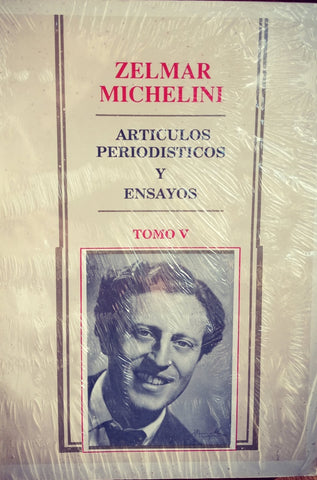 ZELMAR
MICHELINI
ARTICULOS
PERIODISTICOS
Y
ENSAYOS
TOMO V